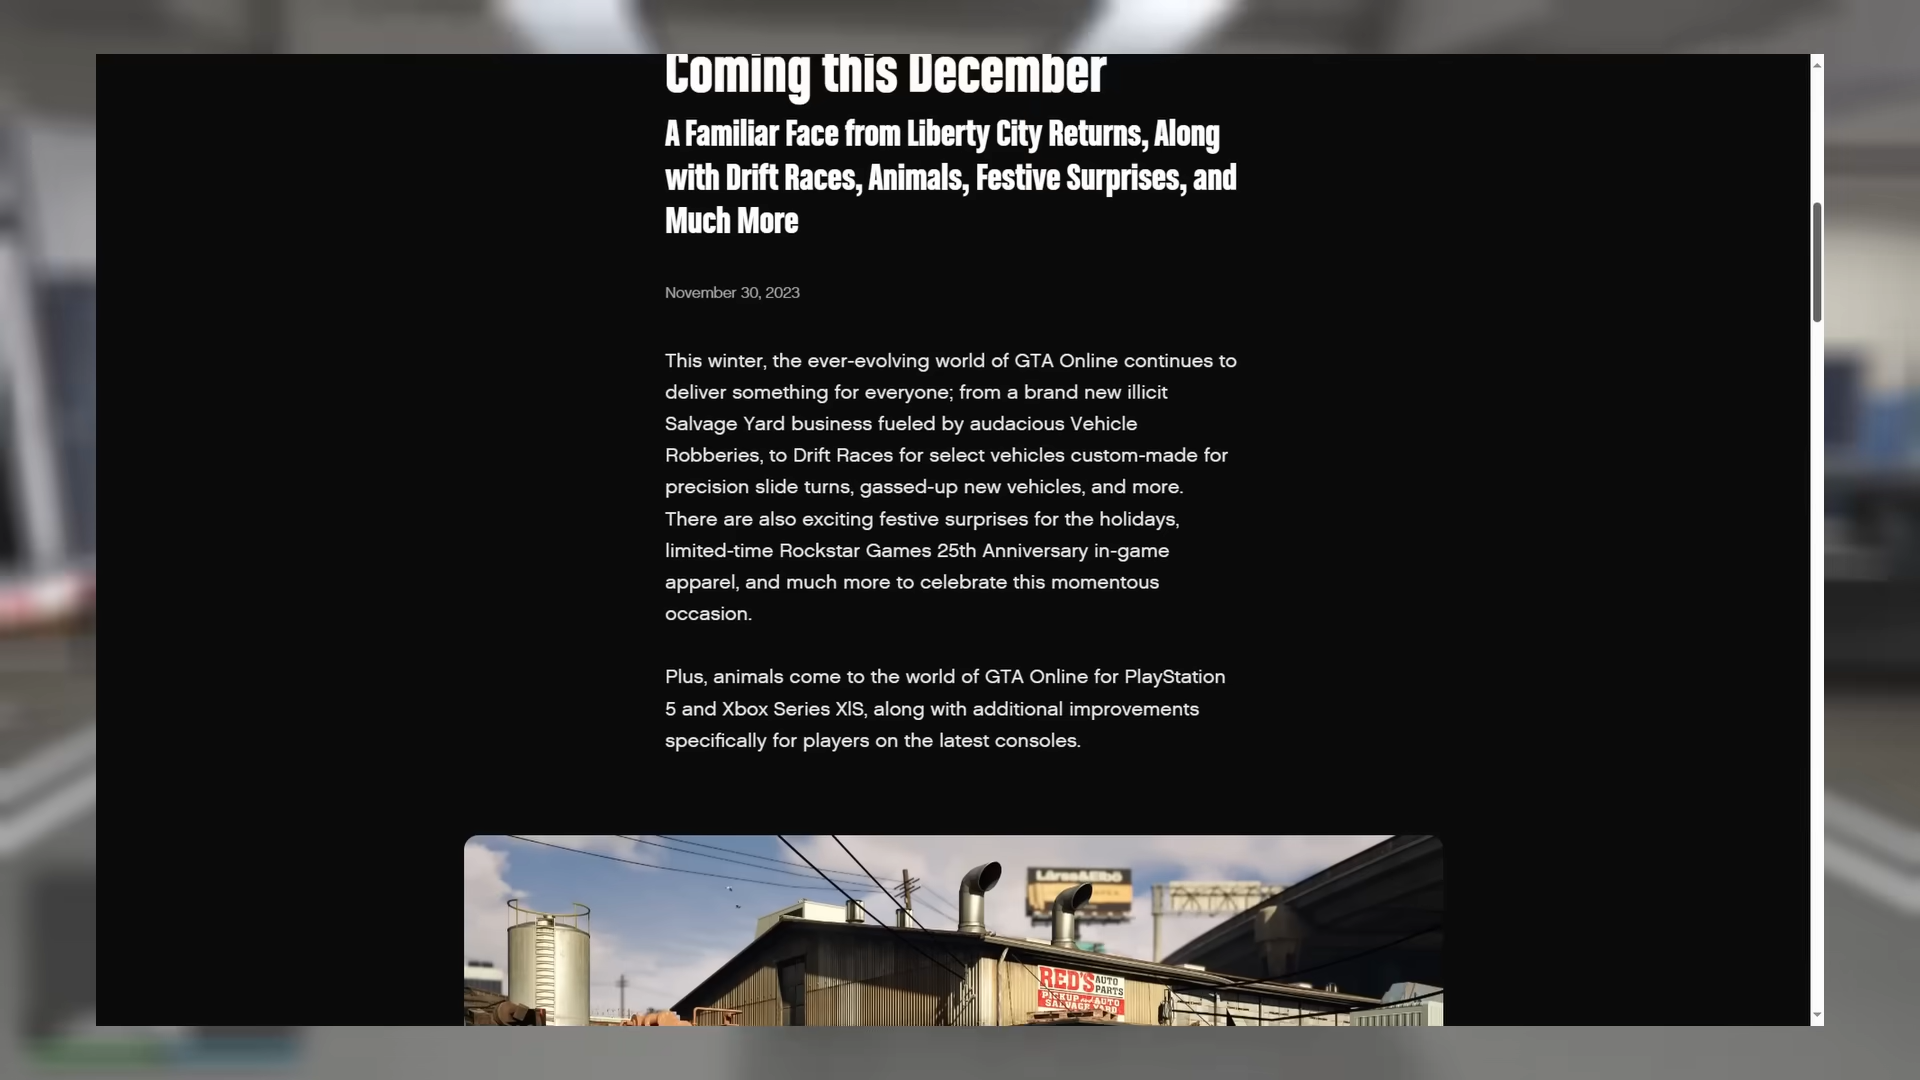 Coming this December
A Familiar Face from Liberty City Returns, Along
with Drift Races, Animals, Festive Surprises, and
Much More
November 30, 2023
This winter, the ever-evolving world of GTA Online continues to
deliver something for everyone; from a brand new illicit
Salvage Yard business fueled by audacious Vehicle
Robberies, to Drift Races for select vehicles custom-made for
precision slide turns, gassed-up new vehicles, and more.
There are also exciting festive surprises for the holidays,
limited-time Rockstar Games 25th Anniversary in-game
apparel, and much more to celebrate this momentous
occasion.
Plus, animals come to the world of GTA Online for PlayStation
5 and Xbox Series X|S, along with additional improvements
specifically for players on the latest consoles.
RED'S AUTO
PARTS
PICKUP AND AUTO
SALVAGE YARD